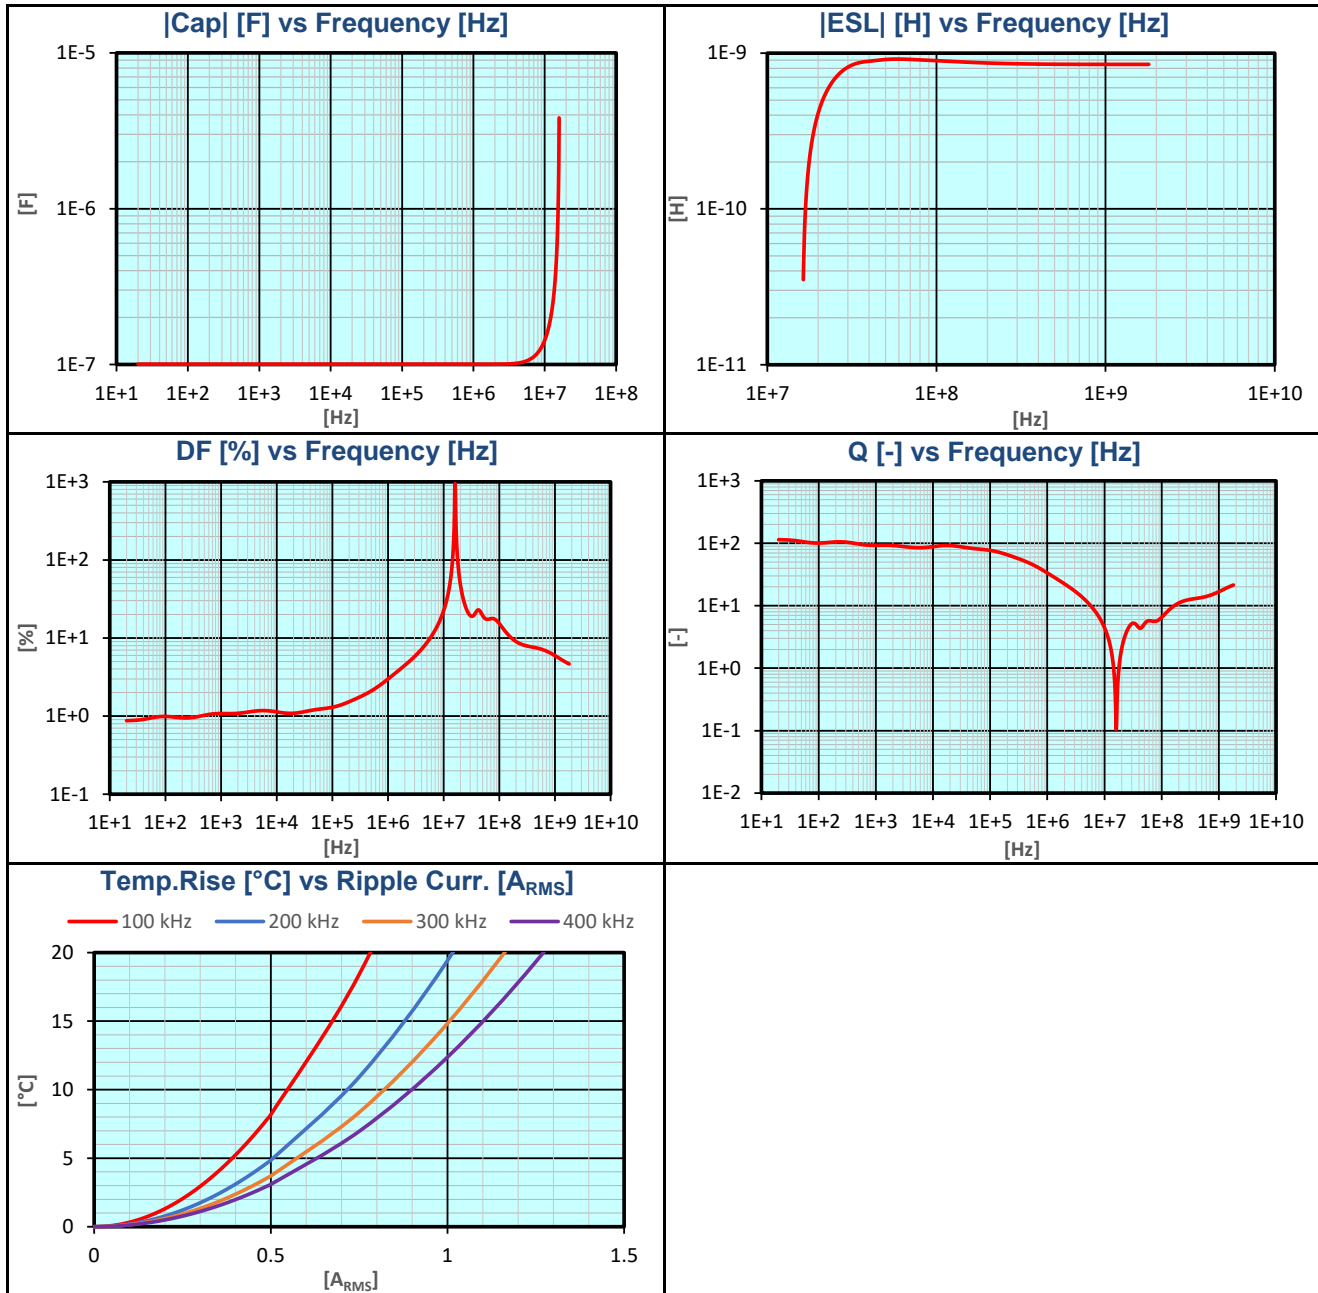 |Cap| [F] vs Frequency [Hz]
1E-5
1E-6
1E-7
[F]
1E+1 1E+2 1E+3 1E+4 1E+5 1E+6 1E+7 1E+8
[Hz]
|ESL| [H] vs Frequency [Hz]
1E-9
1E-10
1E-11
[H]
1E+7 1E+8 1E+9 1E+10
[Hz]
DF [%] vs Frequency [Hz]
1E+3
1E+2
1E+1
1E+0
1E-1
[%]
1E+1 1E+2 1E+3 1E+4 1E+5 1E+6 1E+7 1E+8 1E+9 1E+10
[Hz]
Q [-] vs Frequency [Hz]
1E+3
1E+2
1E+1
1E+0
1E-1
1E-2
[-]
1E+1 1E+2 1E+3 1E+4 1E+5 1E+6 1E+7 1E+8 1E+9 1E+10
[Hz]
Temp.Rise [°C] vs Ripple Curr. [ARMS]
100 kHz 200 kHz 300 kHz 400 kHz
20
15
10
5
0
[°C]
0 0.5 1 1.5
[ARMS]